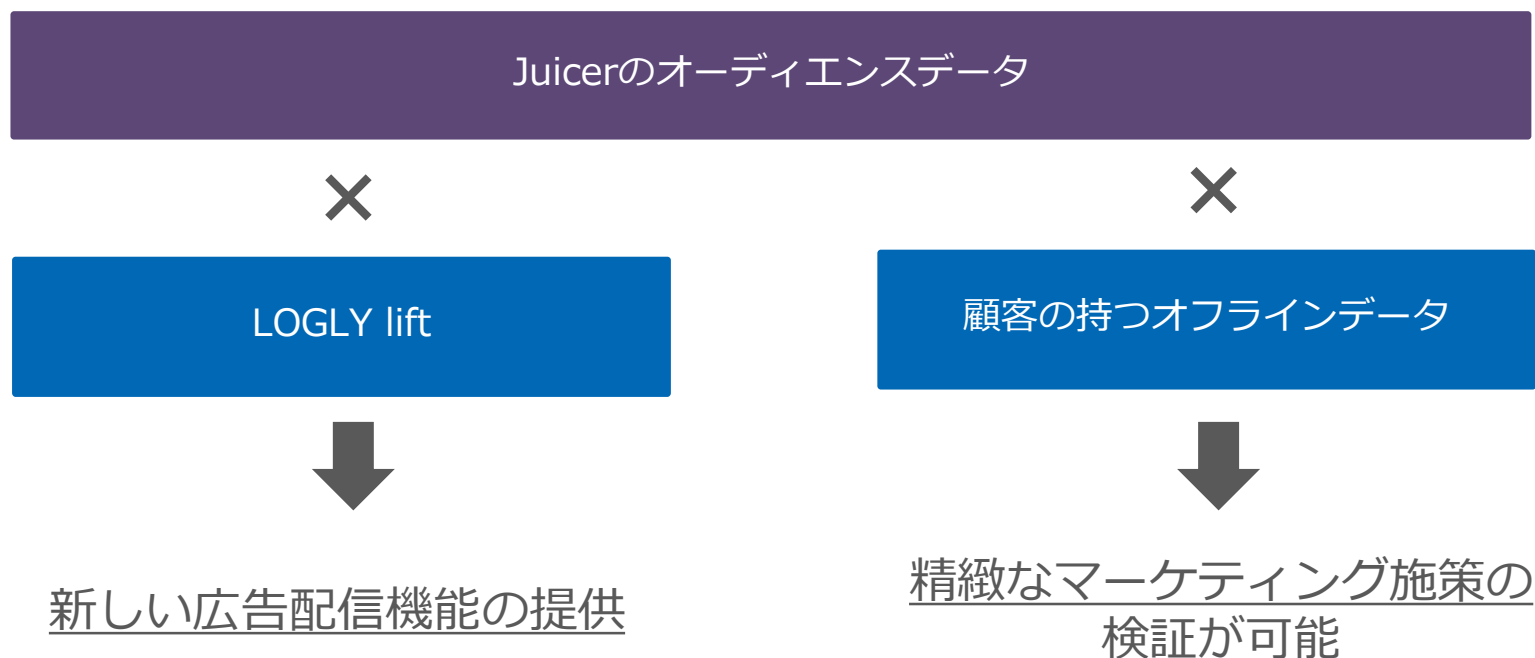 Juicerのオーディエンスデータ
×
×
LOGLY lift
顧客の持つオフラインデータ
新しい広告配信機能の提供
精緻なマーケティング施策の
検証が可能